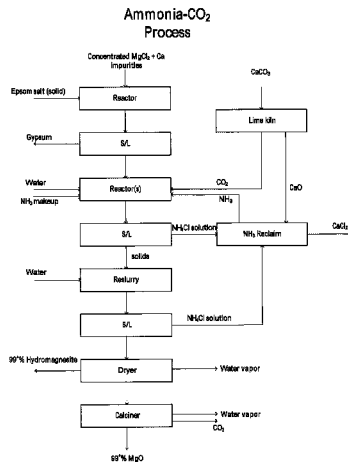 Ammonia-CO₂
Process
Concentrated MgCl₂ + Ca
Impurities
CaCO₃
Epsom salt (solid)
Reactor
Lime kiln
Gypsum
S/L
Water
CO₂
Reactor(s)
NH₃ makeup
NH₃
CaO
NH₄Cl solution
S/L
NH₃ Reclaim
CaCl₂
solids
Water
Reslurry
NH₄Cl solution
S/L
99⁺% Hydromagnesite
Dryer
Water vapor
Calciner
Water vapor
CO₂
99⁺% MgO